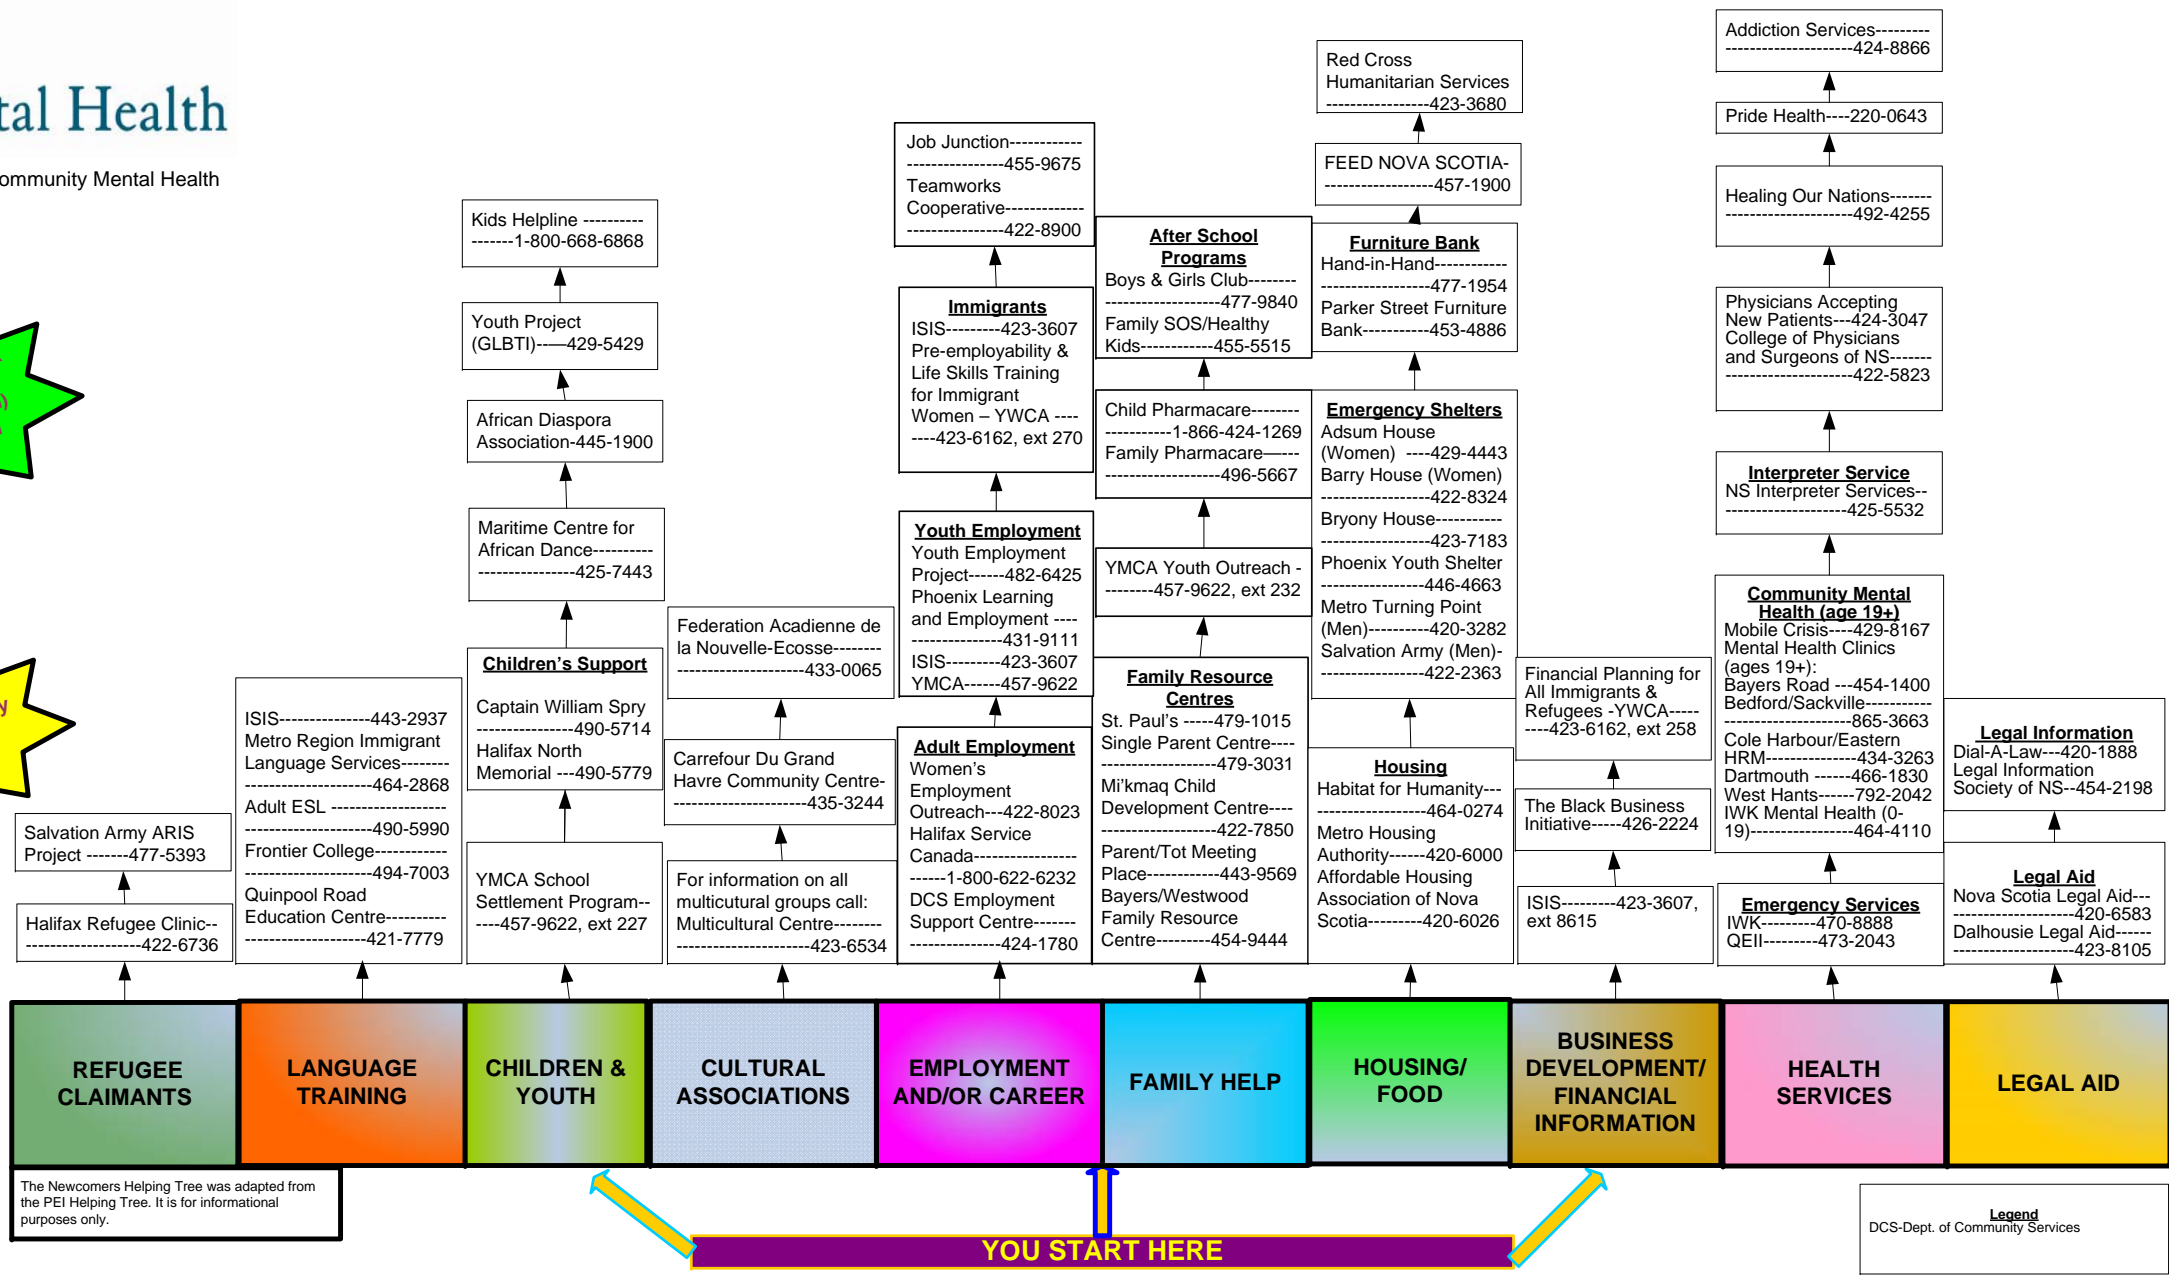 tal Health
ommunity Mental Health
Salvation Army ARIS
Project -------477-5393
Halifax Refugee Clinic--
------------------422-6736
REFUGEE
CLAIMANTS
ISIS---------------443-2937
Metro Region Immigrant
Language Services--------
--------------------464-2868
Adult ESL -------------------
---------------------490-5990
Frontier College------------
---------------------494-7003
Quinpool Road
Education Centre----------
--------------------421-7779
LANGUAGE
TRAINING
Kids Helpline ----------
-------1-800-668-6868
Youth Project
(GLBTI)--—429-5429
African Diaspora
Association-445-1900
Maritime Centre for
African Dance----------
----------------425-7443
Children's Support
Captain William Spry
----------------490-5714
Halifax North
Memorial ---490-5779
YMCA School
Settlement Program--
----457-9622, ext 227
CHILDREN &
YOUTH
Federation Acadienne de
la Nouvelle-Ecosse--------
---------------------433-0065
Carrefour Du Grand
Havre Community Centre-
----------------------435-3244
For information on all
multicutural groups call:
Multicultural Centre--------
----------------------423-6534
CULTURAL
ASSOCIATIONS
Job Junction------------
----------------455-9675
Teamworks
Cooperative-------------
----------------422-8900
Immigrants
ISIS---------423-3607
Pre-employability &
Life Skills Training
for Immigrant
Women – YWCA ----
----423-6162, ext 270
Youth Employment
Youth Employment
Project------482-6425
Phoenix Learning
and Employment ----
---------------431-9111
ISIS---------423-3607
YMCA------457-9622
Adult Employment
Women's
Employment
Outreach---422-8023
Halifax Service
Canada-----------------
------1-800-622-6232
DCS Employment
Support Centre-------
---------------424-1780
EMPLOYMENT
AND/OR CAREER
After School
Programs
Boys & Girls Club--------
-------------------477-9840
Family SOS/Healthy
Kids------------455-5515
Child Pharmacare--------
-----------1-866-424-1269
Family Pharmacare—---
-------------------496-5667
YMCA Youth Outreach -
--------457-9622, ext 232
Family Resource
Centres
St. Paul's -----479-1015
Single Parent Centre----
-------------------479-3031
Mi'kmaq Child
Development Centre----
-------------------422-7850
Parent/Tot Meeting
Place-----------443-9569
Bayers/Westwood
Family Resource
Centre---------454-9444
FAMILY HELP
Red Cross
Humanitarian Services
-----------------423-3680
FEED NOVA SCOTIA-
------------------457-1900
Furniture Bank
Hand-in-Hand------------
------------------477-1954
Parker Street Furniture
Bank-----------453-4886
Emergency Shelters
Adsum House
(Women) ----429-4443
Barry House (Women)
------------------422-8324
Bryony House-----------
------------------423-7183
Phoenix Youth Shelter
-----------------446-4663
Metro Turning Point
(Men)----------420-3282
Salvation Army (Men)-
------------------422-2363
Housing
Habitat for Humanity---
-----------------464-0274
Metro Housing
Authority------420-6000
Affordable Housing
Association of Nova
Scotia---------420-6026
HOUSING/
FOOD
Financial Planning for
All Immigrants &
Refugees -YWCA-----
----423-6162, ext 258
The Black Business
Initiative-----426-2224
ISIS---------423-3607,
ext 8615
BUSINESS
DEVELOPMENT/
FINANCIAL
INFORMATION
Addiction Services---------
---------------------424-8866
Pride Health----220-0643
Healing Our Nations-------
---------------------492-4255
Physicians Accepting
New Patients---424-3047
College of Physicians
and Surgeons of NS-------
---------------------422-5823
Interpreter Service
NS Interpreter Services--
--------------------425-5532
Community Mental
Health (age 19+)
Mobile Crisis----429-8167
Mental Health Clinics
(ages 19+):
Bayers Road ---454-1400
Bedford/Sackville-----------
---------------------865-3663
Cole Harbour/Eastern
HRM--------------434-3263
Dartmouth ------466-1830
West Hants------792-2042
IWK Mental Health (0-
19)-----------------464-4110
Emergency Services
IWK---------470-8888
QEII---------473-2043
HEALTH
SERVICES
Legal Information
Dial-A-Law---420-1888
Legal Information
Society of NS--454-2198
Legal Aid
Nova Scotia Legal Aid---
--------------------420-6583
Dalhousie Legal Aid------
--------------------423-8105
LEGAL AID
The Newcomers Helping Tree was adapted from
the PEI Helping Tree. It is for informational
purposes only.
YOU START HERE
Legend
DCS-Dept. of Community Services